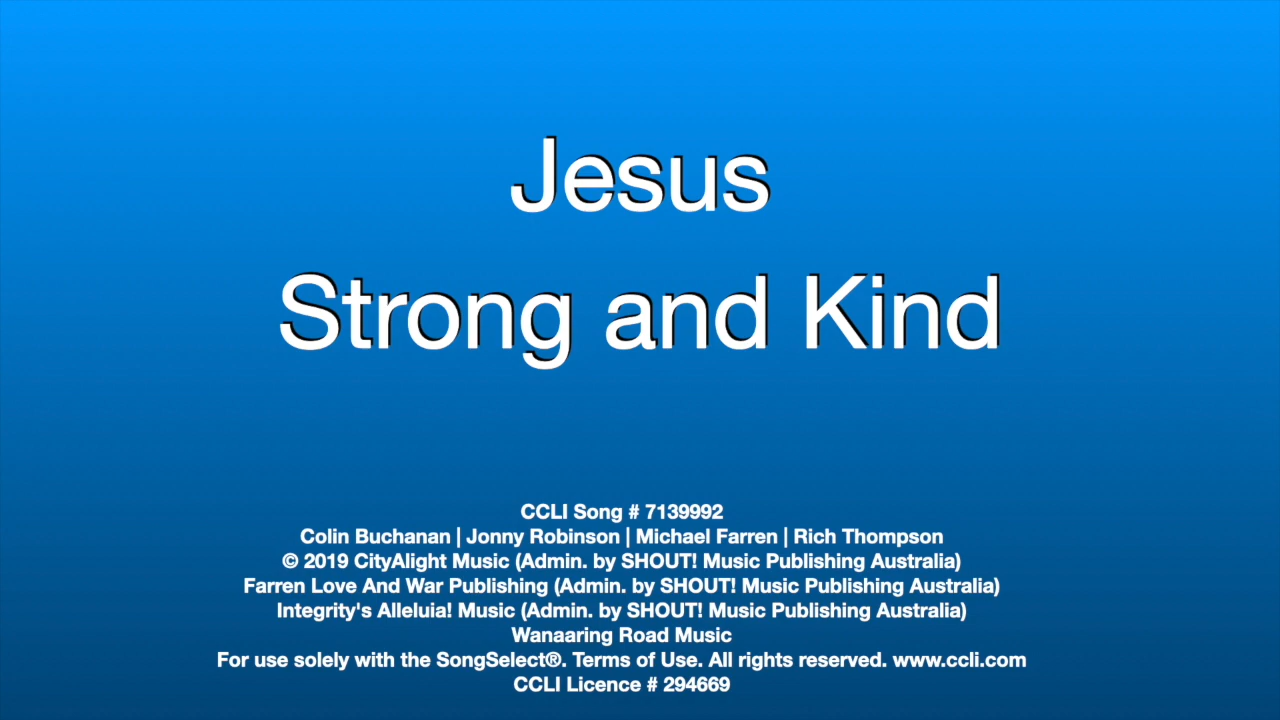 Jesus
Strong and Kind
CCLI Song # 7139992
Colin Buchanan | Jonny Robinson | Michael Farren | Rich Thompson
© 2019 CityAlight Music (Admin. by SHOUT! Music Publishing Australia)
Farren Love And War Publishing (Admin. by SHOUT! Music Publishing Australia)
Integrity's Alleluia! Music (Admin. by SHOUT! Music Publishing Australia)
Wanaaring Road Music
For use solely with the SongSelect®. Terms of Use. All rights reserved. www.ccli.com
CCLI Licence # 294669